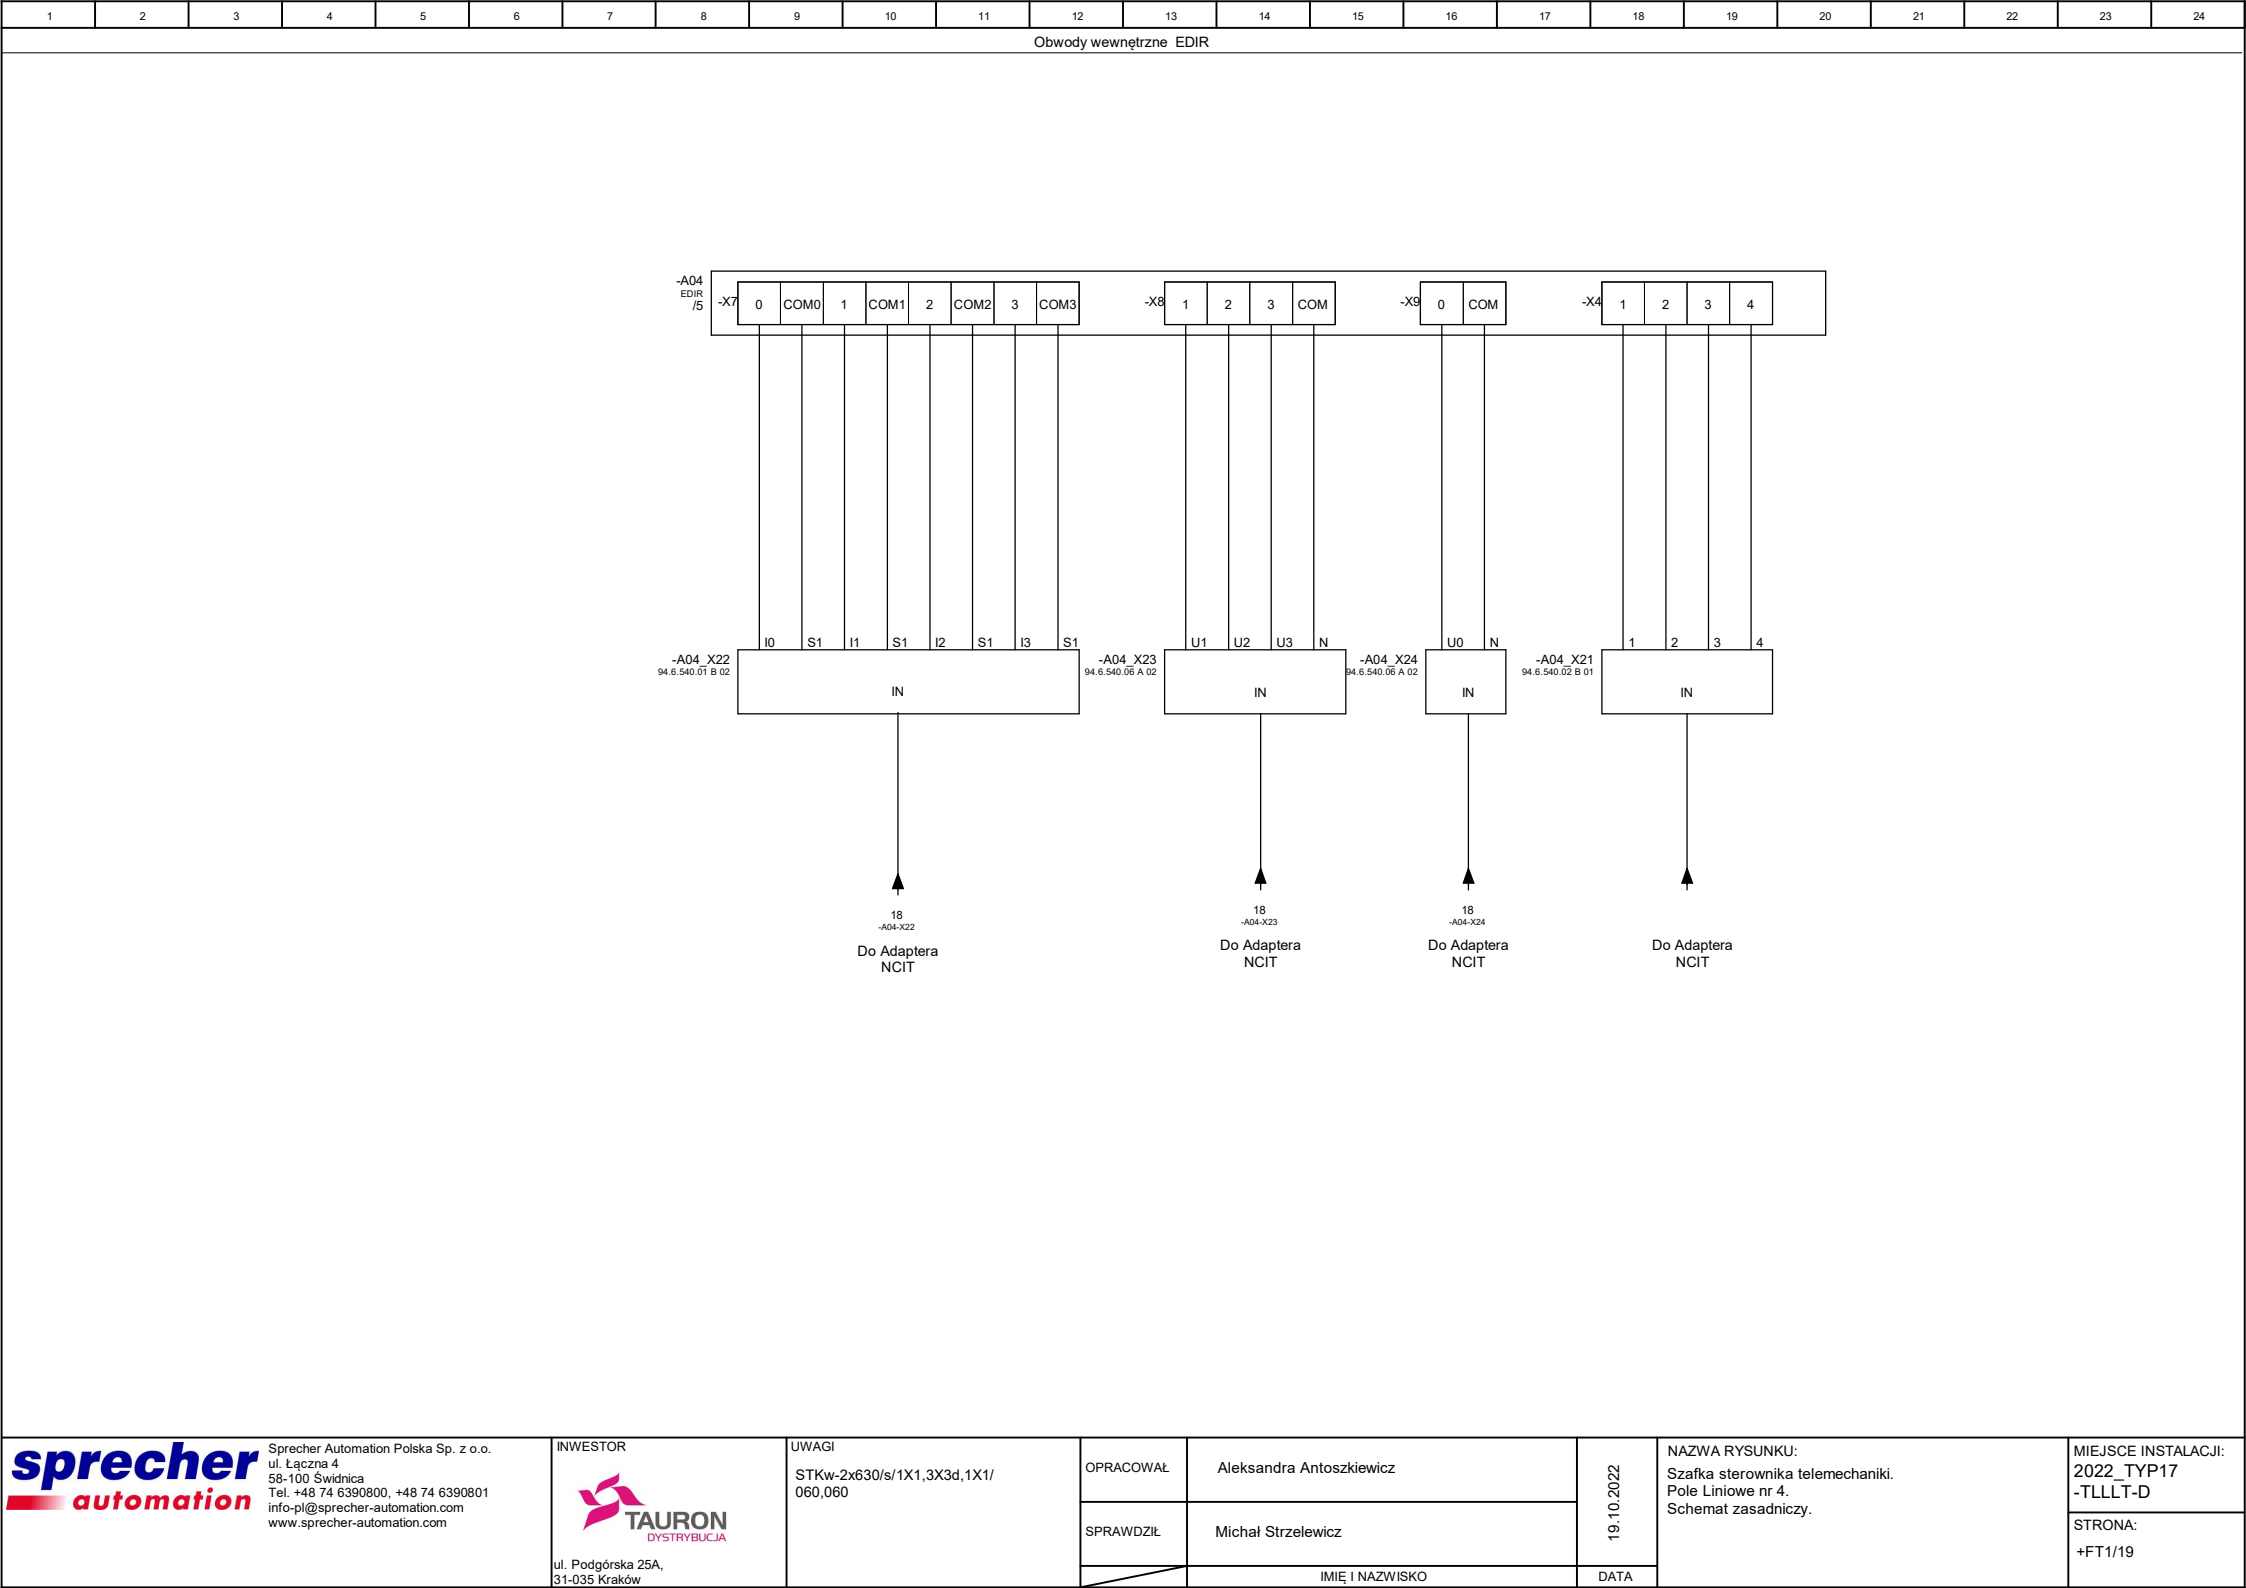 1 2 3 4 5 6 7 8 9 10 11 12 13 14 15 16 17 18 19 20 21 22 23 24
Obwody wewnętrzne EDIR
-A04
EDIR
/5
-X7 0 COM0 1 COM1 2 COM2 3 COM3
-X8 1 2 3 COM
-X9 0 COM
-X4 1 2 3 4
I0 S1 I1 S1 I2 S1 I3 S1
-A04_X22
94.6.540.01 B 02
IN
U1 U2 U3 N
-A04_X23
94.6.540.06 A 02
IN
U0 N
-A04_X24
94.6.540.06 A 02
IN
1 2 3 4
-A04_X21
94.6.540.02 B 01
IN
18
-A04-X22
Do Adaptera
NCIT
18
-A04-X23
Do Adaptera
NCIT
18
-A04-X24
Do Adaptera
NCIT
Do Adaptera
NCIT
sprecher
automation
Sprecher Automation Polska Sp. z o.o.
ul. Łączna 4
58-100 Świdnica
Tel. +48 74 6390800, +48 74 6390801
info-pl@sprecher-automation.com
www.sprecher-automation.com
INWESTOR
TAURON
DYSTRYBUCJA
ul. Podgórska 25A,
31-035 Kraków
UWAGI
STKw-2x630/s/1X1,3X3d,1X1/
060,060
OPRACOWAŁ
Aleksandra Antoszkiewicz
SPRAWDZIŁ
Michał Strzelewicz
IMIĘ I NAZWISKO
19.10.2022
DATA
NAZWA RYSUNKU:
Szafka sterownika telemechaniki.
Pole Liniowe nr 4.
Schemat zasadniczy.
MIEJSCE INSTALACJI:
2022_TYP17
-TLLLT-D
STRONA:
+FT1/19